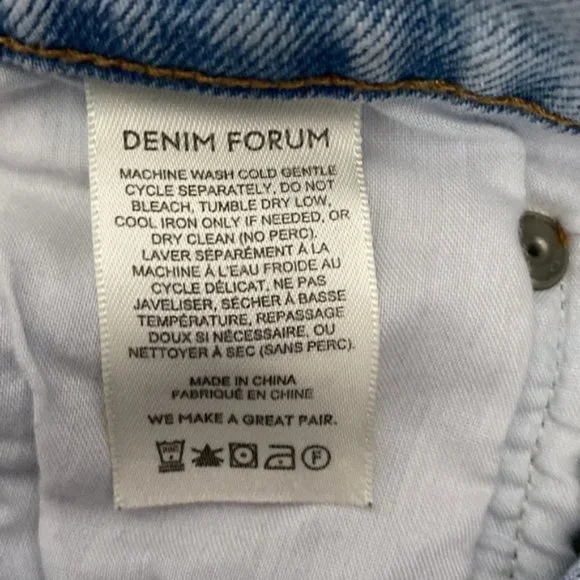 DENIM FORUM
MACHINE WASH COLD GENTLE
CYCLE SEPARATELY, DO NOT
BLEACH, TUMBLE DRY LOW,
COOL IRON ONLY IF NEEDED, OR
DRY CLEAN (NO PERC).
LAVER SÉPARÉMENT À LA
MACHINE À L'EAU FROIDE AU
CYCLE DÉLICAT. NE PAS
JAVELISER, SÉCHER À BASSE
TEMPÉRATURE, REPASSAGE
DOUX SI NÉCESSAIRE, OU
NETTOYER À SEC (SANS PERC).
MADE IN CHINA
FABRIQUÉ EN CHINE
WE MAKE A GREAT PAIR.
F